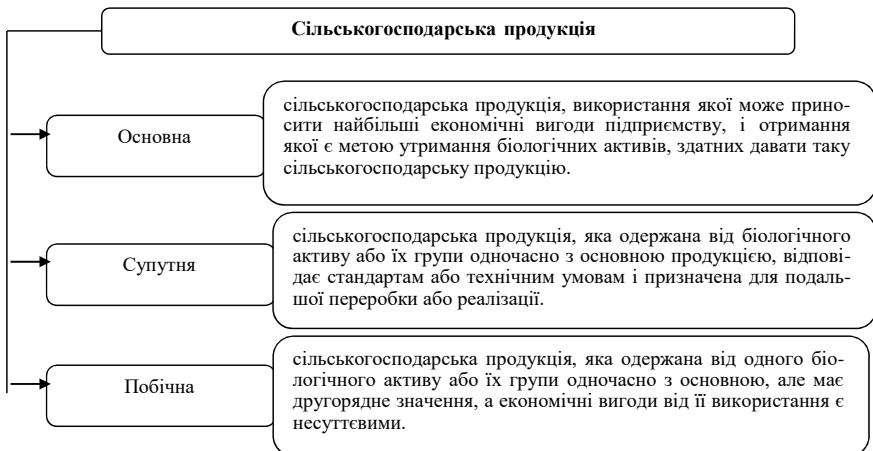 Сільськогосподарська продукція
Основна
сільськогосподарська продукція, використання якої може прино-
сити найбільші економічні вигоди підприємству, і отримання
якої є метою утримання біологічних активів, здатних давати таку
сільськогосподарську продукцію.
Супутня
сільськогосподарська продукція, яка одержана від біологічного
активу або їх групи одночасно з основною продукцією, відпові-
дає стандартам або технічним умовам і призначена для подаль-
шої переробки або реалізації.
Побічна
сільськогосподарська продукція, яка одержана від одного біо-
логічного активу або їх групи одночасно з основною, але має
другорядне значення, а економічні вигоди від її використання є
несуттєвими.